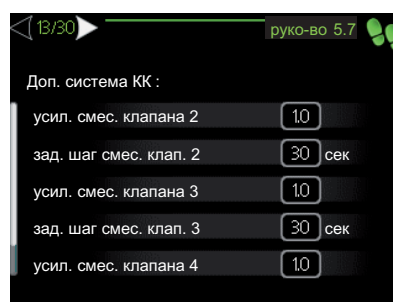 13/30 руко-во 5.7
Доп. система КК :
усил. смес. клапана 2 1.0
зад. шаг смес. клап. 2 30 сек
усил. смес. клапана 3 1.0
зад. шаг смес. клап. 3 30 сек
усил. смес. клапана 4 1.0